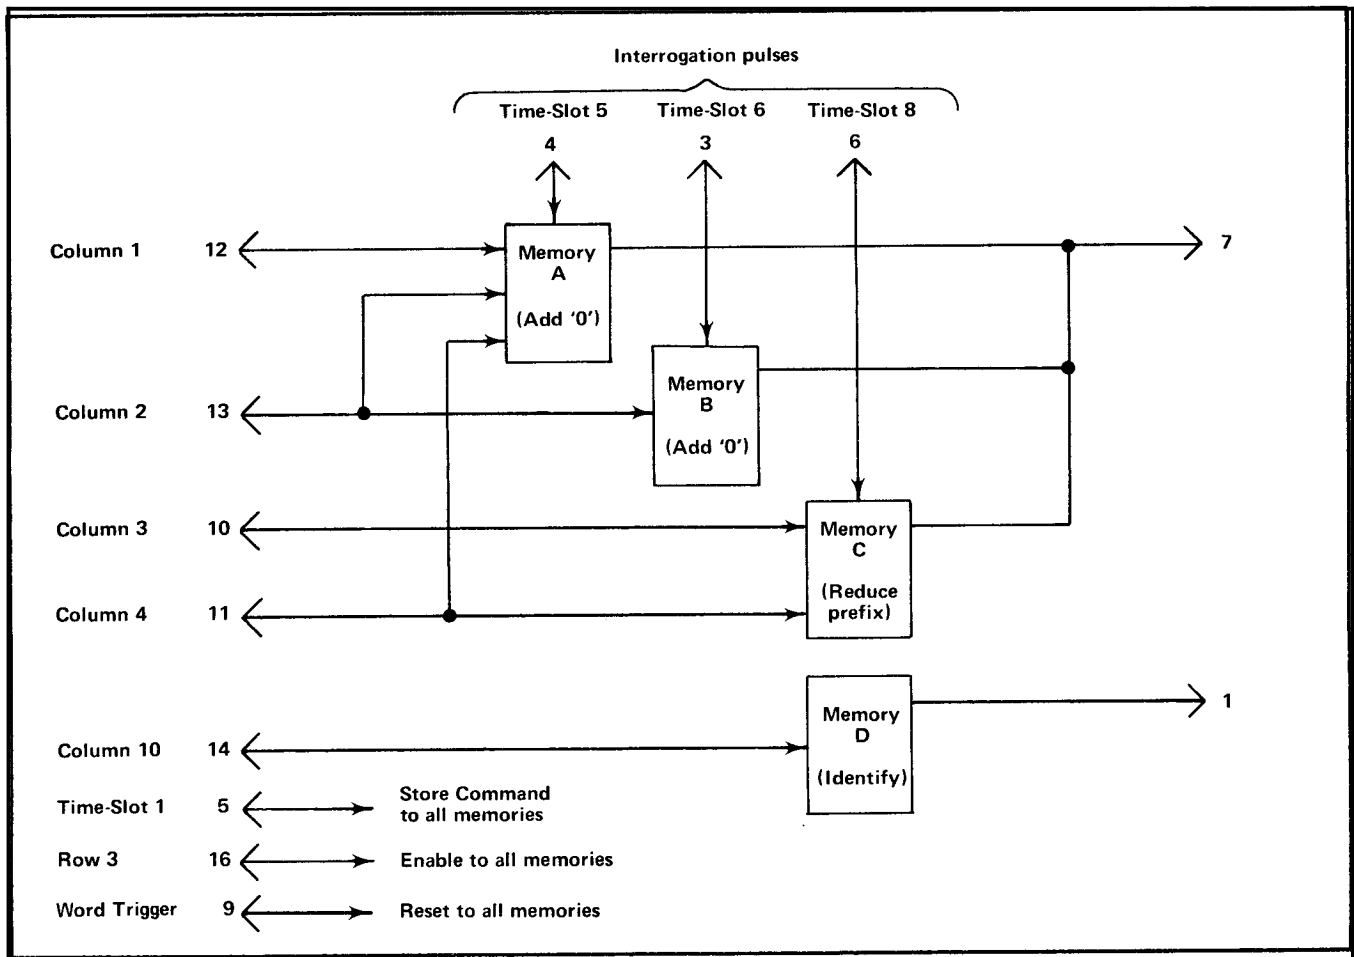 Interrogation pulses
Time-Slot 5 Time-Slot 6 Time-Slot 8
4 3 6
Column 1 12
Memory
A
(Add '0')
7
Column 2 13
Memory
B
(Add '0')
Column 3 10
Memory
C
(Reduce
prefix)
Column 4 11
Memory
D
(Identify)
1
Column 10 14
Time-Slot 1 5 Store Command
to all memories
Row 3 16 Enable to all memories
Word Trigger 9 Reset to all memories